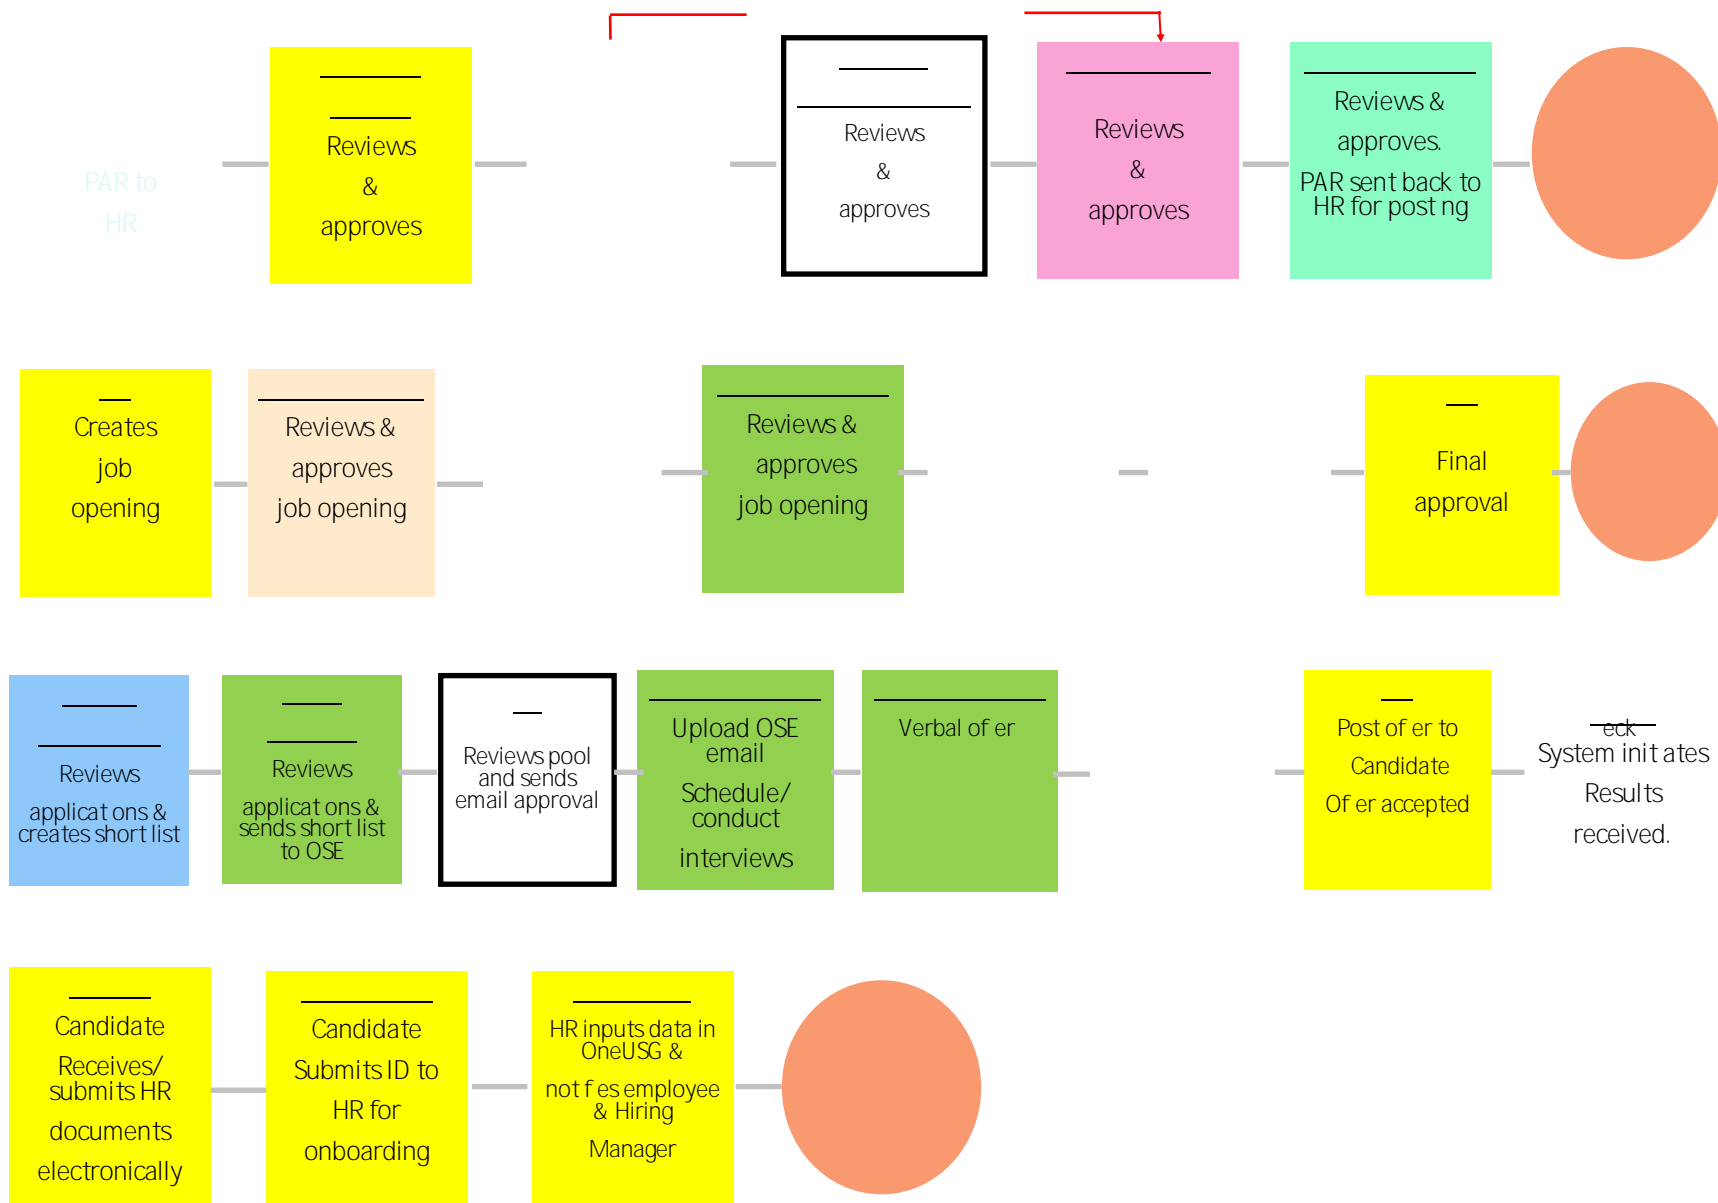 PAR to
HR
Reviews
&
approves
Reviews
&
approves
Reviews
&
approves
Reviews &
approves.
PAR sent back to
HR for post ng
Creates
job
opening
Reviews &
approves
job opening
Reviews &
approves
job opening
Final
approval
Reviews
applicat ons &
creates short list
Reviews
applicat ons &
sends short list
to OSE
Reviews pool
and sends
email approval
Upload OSE
email
Schedule/
conduct
interviews
Verbal of er
Post of er to
Candidate
Of er accepted
eck
System init ates
Results
received.
Candidate
Receives/
submits HR
documents
electronically
Candidate
Submits ID to
HR for
onboarding
HR inputs data in
OneUSG &
not f es employee
& Hiring
Manager